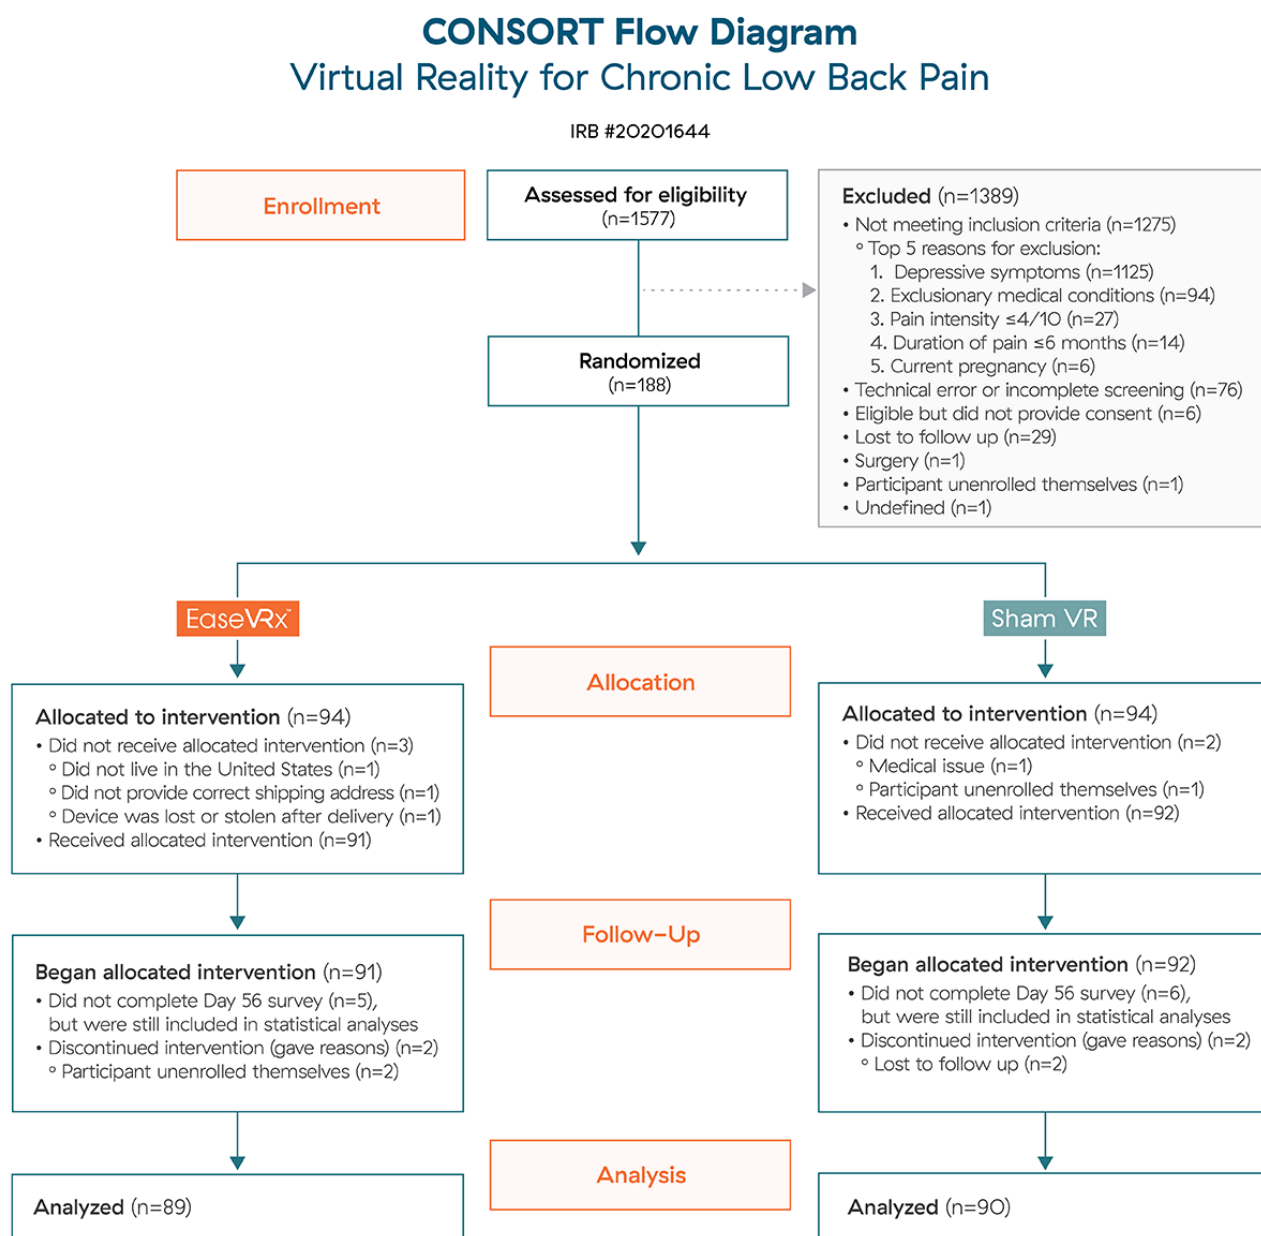 CONSORT Flow Diagram
Virtual Reality for Chronic Low Back Pain
IRB #20201644
Enrollment
Assessed for eligibility
(n=1577)
Excluded (n=1389)
• Not meeting inclusion criteria (n=1275)
° Top 5 reasons for exclusion:
1. Depressive symptoms (n=1125)
2. Exclusionary medical conditions (n=94)
3. Pain intensity ≤4/10 (n=27)
4. Duration of pain ≤6 months (n=14)
5. Current pregnancy (n=6)
• Technical error or incomplete screening (n=76)
• Eligible but did not provide consent (n=6)
• Lost to follow up (n=29)
• Surgery (n=1)
• Participant unenrolled themselves (n=1)
• Undefined (n=1)
Randomized
(n=188)
EaseVRx™
Sham VR
Allocation
Allocated to intervention (n=94)
• Did not receive allocated intervention (n=3)
° Did not live in the United States (n=1)
° Did not provide correct shipping address (n=1)
° Device was lost or stolen after delivery (n=1)
• Received allocated intervention (n=91)
Allocated to intervention (n=94)
• Did not receive allocated intervention (n=2)
° Medical issue (n=1)
° Participant unenrolled themselves (n=1)
• Received allocated intervention (n=92)
Follow-Up
Began allocated intervention (n=91)
• Did not complete Day 56 survey (n=5),
but were still included in statistical analyses
• Discontinued intervention (gave reasons) (n=2)
° Participant unenrolled themselves (n=2)
Began allocated intervention (n=92)
• Did not complete Day 56 survey (n=6),
but were still included in statistical analyses
• Discontinued intervention (gave reasons) (n=2)
° Lost to follow up (n=2)
Analysis
Analyzed (n=89)
Analyzed (n=90)